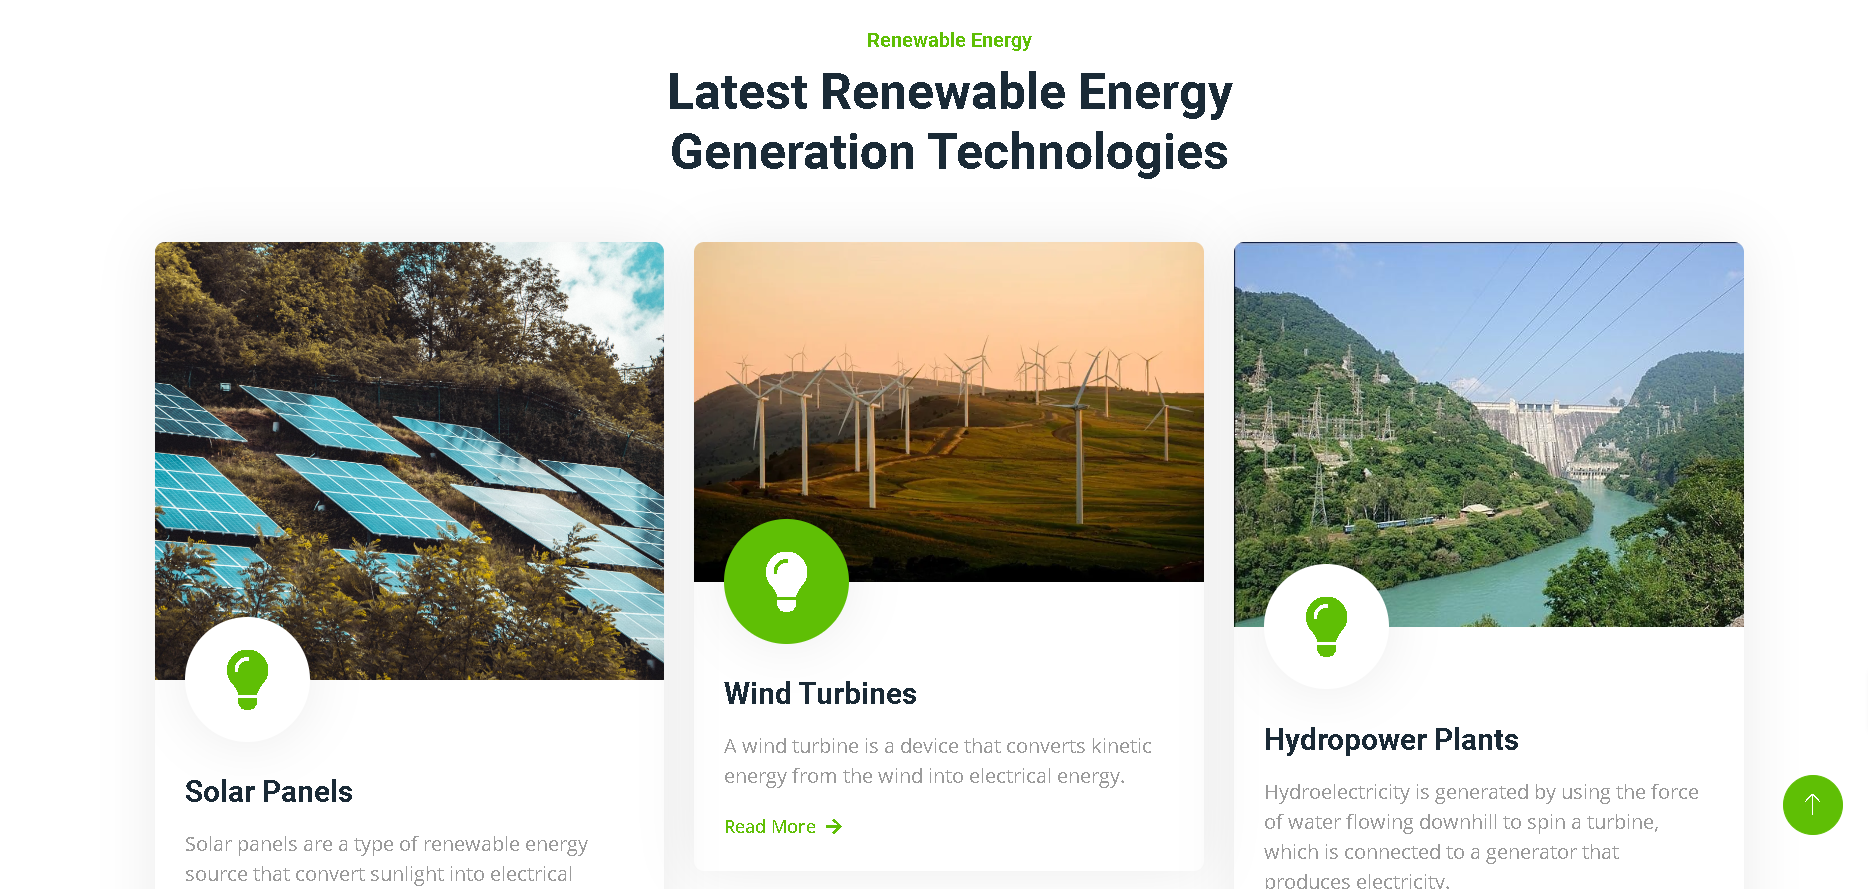 Renewable Energy
Latest Renewable Energy
Generation Technologies
Solar Panels
Solar panels are a type of renewable energy
source that convert sunlight into electrical
Wind Turbines
A wind turbine is a device that converts kinetic
energy from the wind into electrical energy.
Read More
Hydropower Plants
Hydroelectricity is generated by using the force
of water flowing downhill to spin a turbine,
which is connected to a generator that
produces electricity.